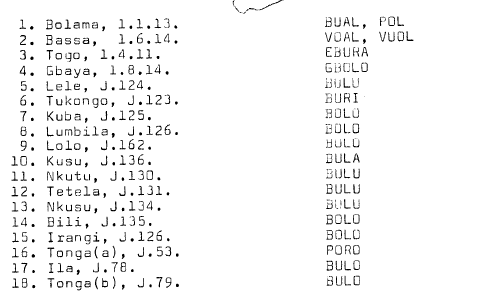 1. Bolama, 1.1.13. BUAL, POL
2. Bassa, 1.6.14. VOAL, VUOL
3. Togo, 1.4.11. EBURA
4. Gbaya, 1.8.14. GBOLO
5. Lele, J.124. BULU
6. Tukongo, J.123. BURI
7. Kuba, J.125. BOLO
8. Lumbila, J.126. BOLO
9. Lolo, J.162. BOLO
10. Kusu, J.136. BULA
11. Nkutu, J.130. BULU
12. Tetela, J.131. BULU
13. Nkusu, J.134. BULU
14. Bili, J.135. BOLO
15. Irangi, J.126. BOLO
16. Tonga(a), J.53. PORO
17. Ila, J.78. BULO
18. Tonga(b), J.79. BULO